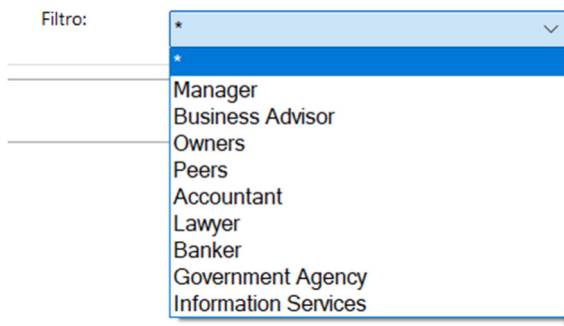 Filtro:
*
*
Manager
Business Advisor
Owners
Peers
Accountant
Lawyer
Banker
Government Agency
Information Services